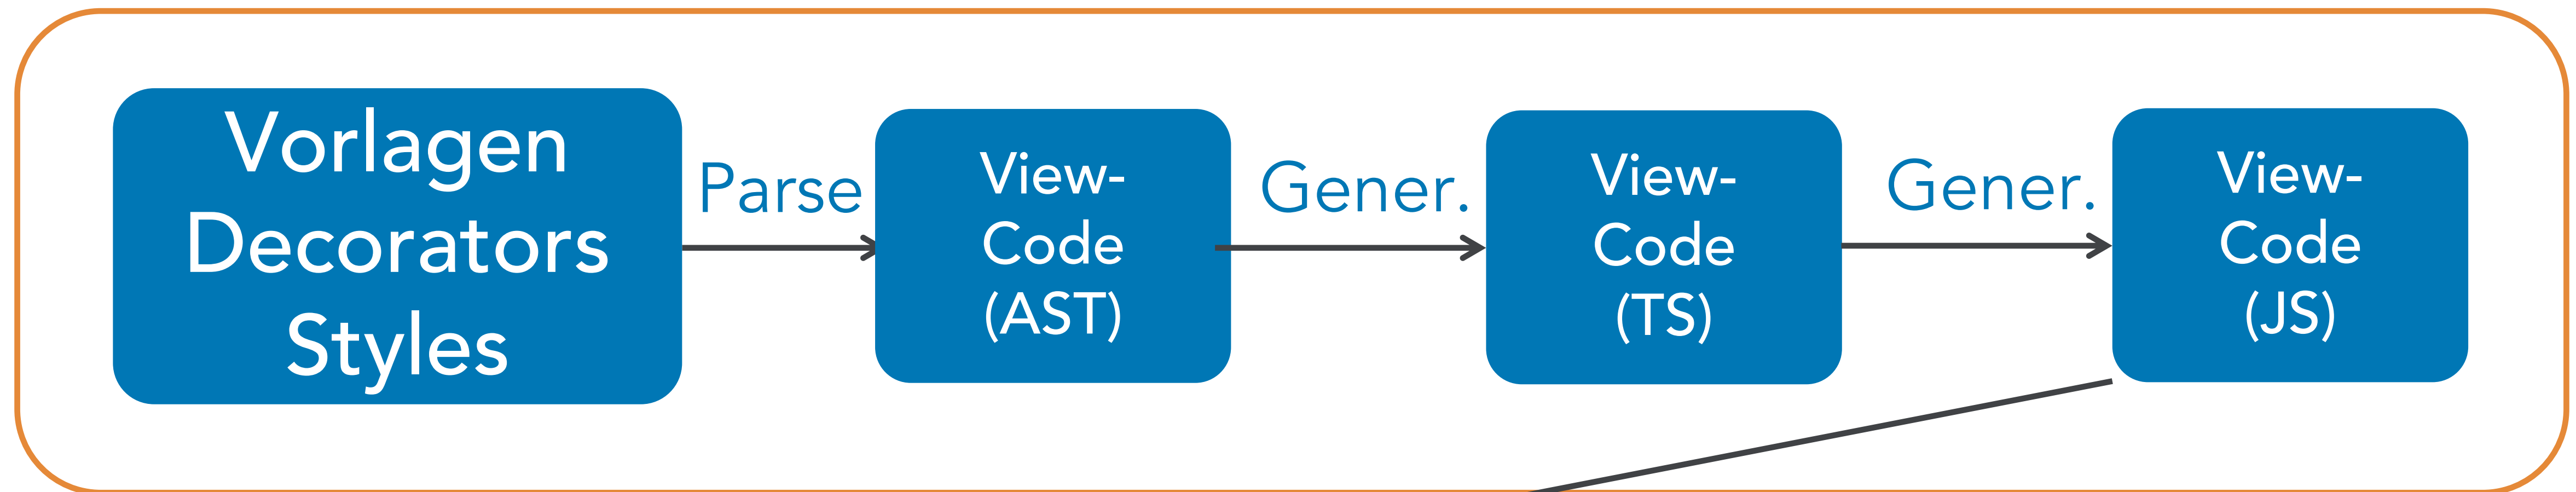 Vorlagen
Decorators
Styles
Parse
View-
Code
(AST)
Gener.
View-
Code
(TS)
Gener.
View-
Code
(JS)